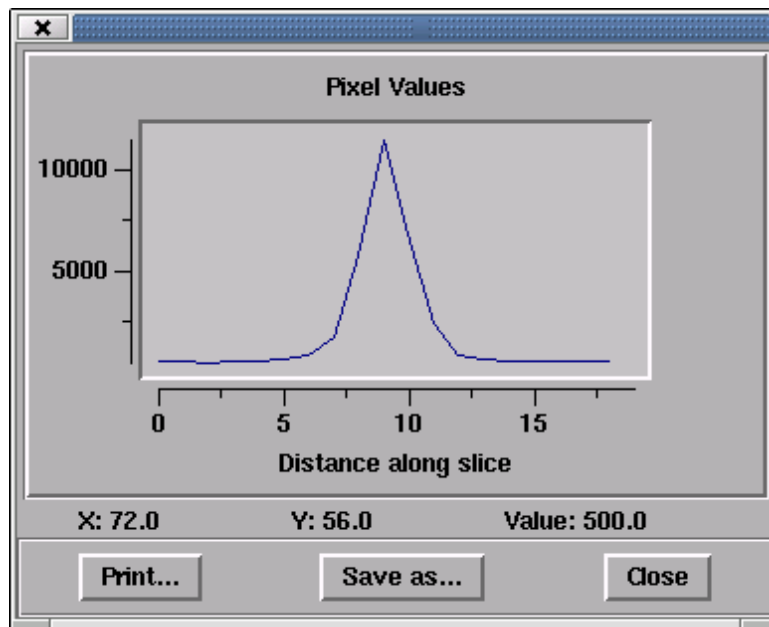 Pixel Values
10000
5000
0 5 10 15
Distance along slice
X: 72.0 Y: 56.0 Value: 500.0
Print... Save as... Close